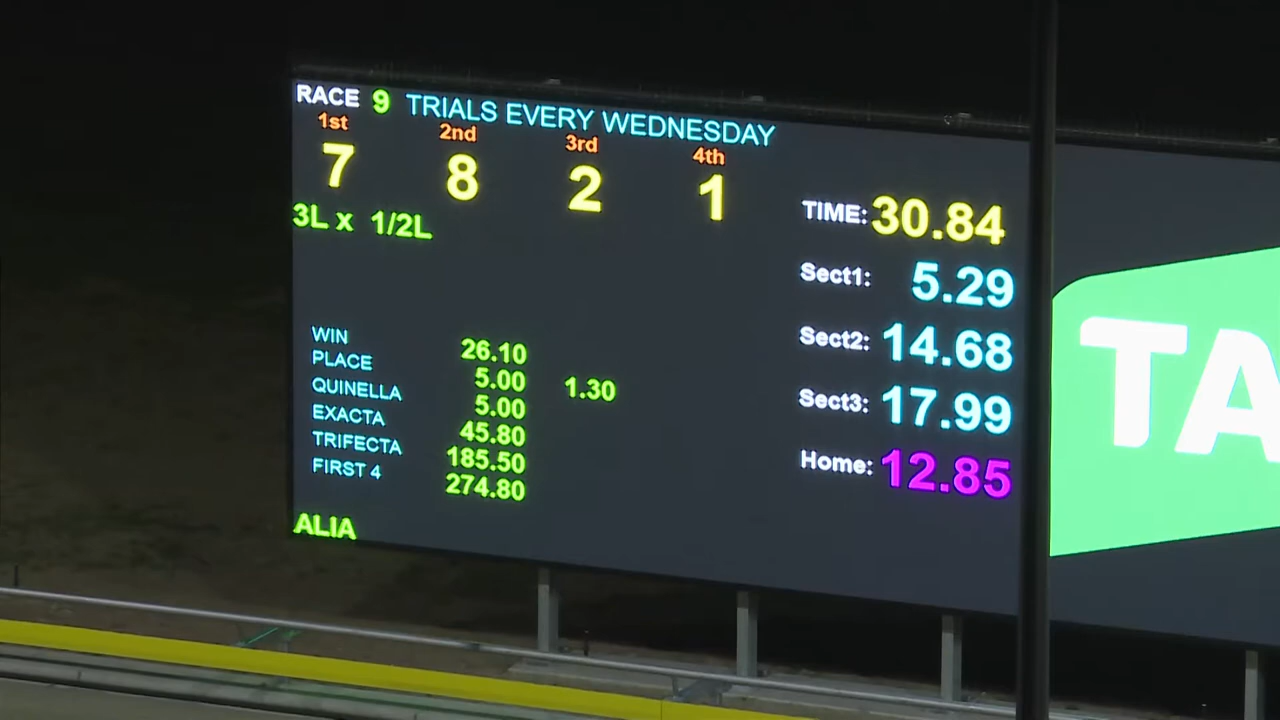 RACE 9 TRIALS EVERY WEDNESDAY
1st 2nd 3rd 4th
7 8 2 1
3L x 1/2L
TIME: 30.84
Sect1: 5.29
Sect2: 14.68
Sect3: 17.99
Home: 12.85
WIN 26.10
PLACE 5.00 1.30
QUINELLA 5.00
EXACTA 45.80
TRIFECTA 185.50
FIRST 4 274.80
ALIA
TA